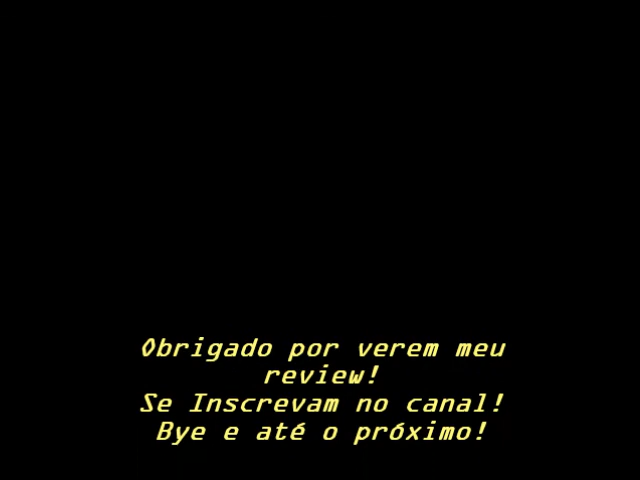 Obrigado por verem meu
review!
Se Inscrevam no canal!
Bye e até o próximo!